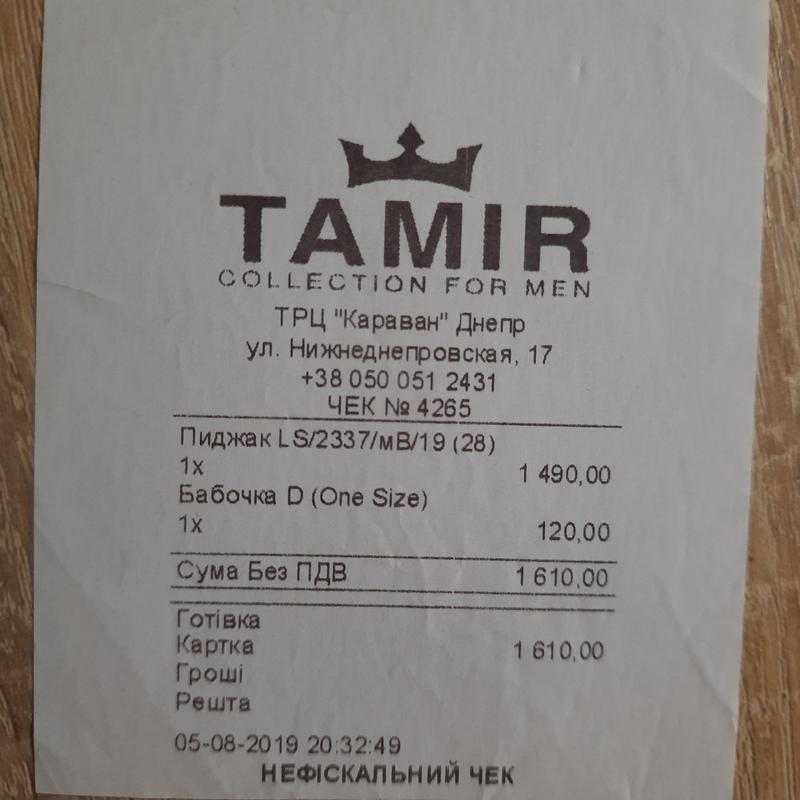 TAMIR
COLLECTION FOR MEN
ТРЦ "Караван" Днепр
ул. Нижнеднепровская, 17
+38 050 051 2431
ЧЕК № 4265
Пиджак LS/2337/мВ/19 (28)
1x 1 490,00
Бабочка D (One Size)
1x 120,00
Сума Без ПДВ 1 610,00
Готівка
Картка 1 610,00
Гроші
Решта
05-08-2019 20:32:49
НЕФІСКАЛЬНИЙ ЧЕК